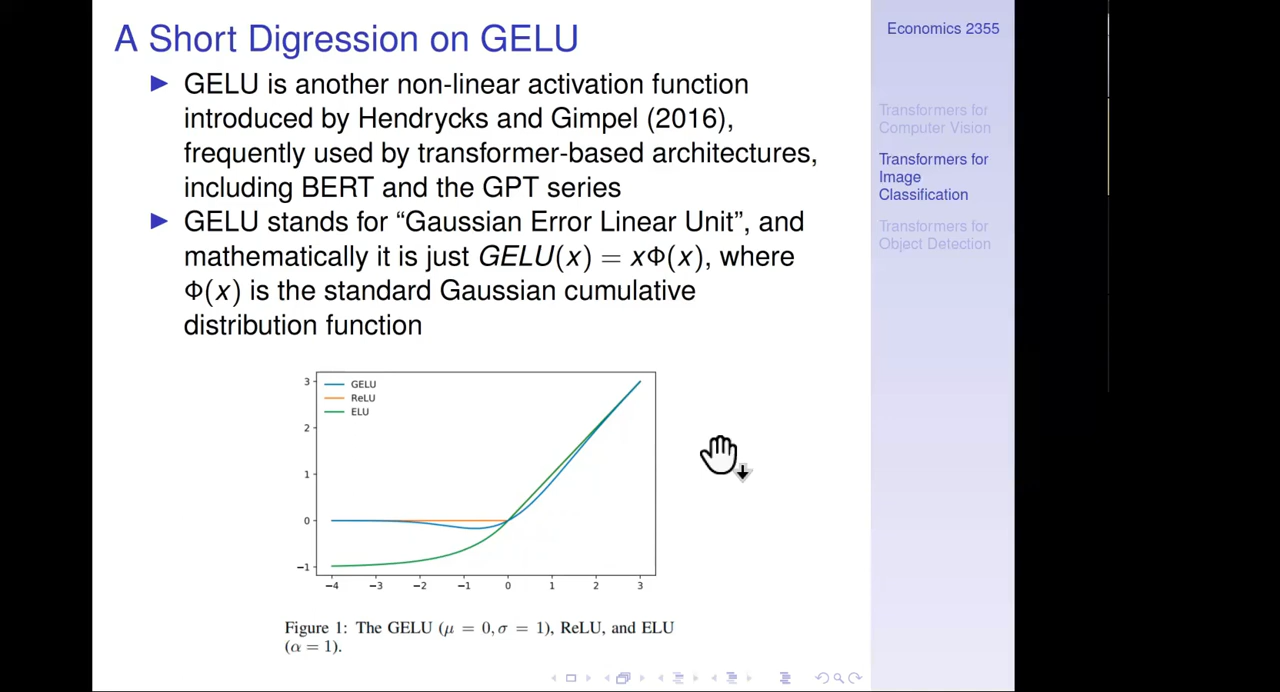 A Short Digression on GELU
GELU is another non-linear activation function
introduced by Hendrycks and Gimpel (2016),
frequently used by transformer-based architectures,
including BERT and the GPT series
GELU stands for “Gaussian Error Linear Unit”, and
mathematically it is just GELU(x) = xΦ(x), where
Φ(x) is the standard Gaussian cumulative
distribution function
3
2
1
0
−1
GELU
ReLU
ELU
−4 −3 −2 −1 0 1 2 3
Figure 1: The GELU (μ = 0, σ = 1), ReLU, and ELU
(α = 1).
Economics 2355
Transformers for
Computer Vision
Transformers for
Image
Classification
Transformers for
Object Detection